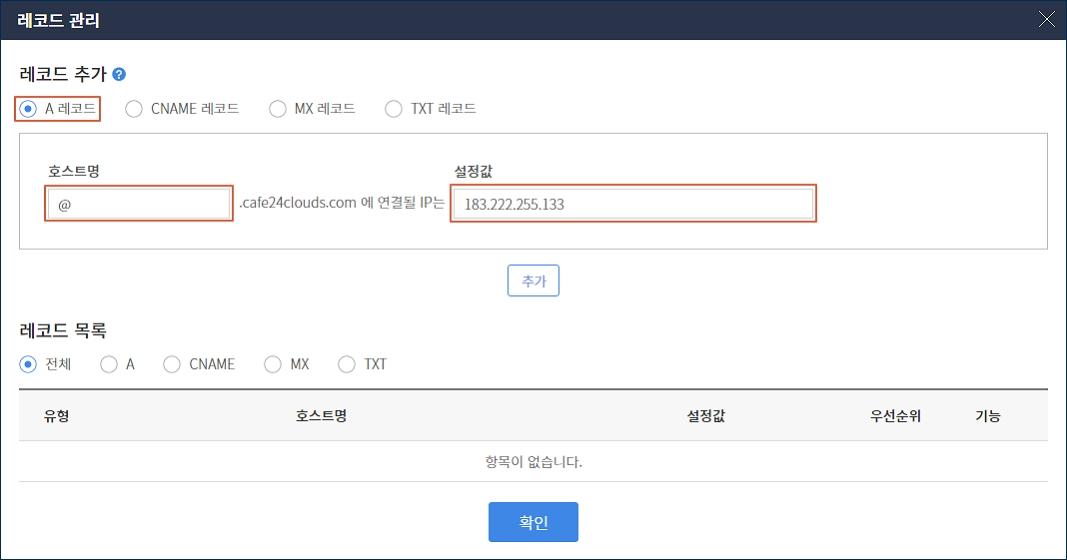 레코드 관리
레코드 추가 ?
A 레코드 CNAME 레코드 MX 레코드 TXT 레코드
호스트명 설정값
@ .cafe24clouds.com 에 연결될 IP는 183.222.255.133
추가
레코드 목록
전체 A CNAME MX TXT
유형 호스트명 설정값 우선순위 기능
항목이 없습니다.
확인